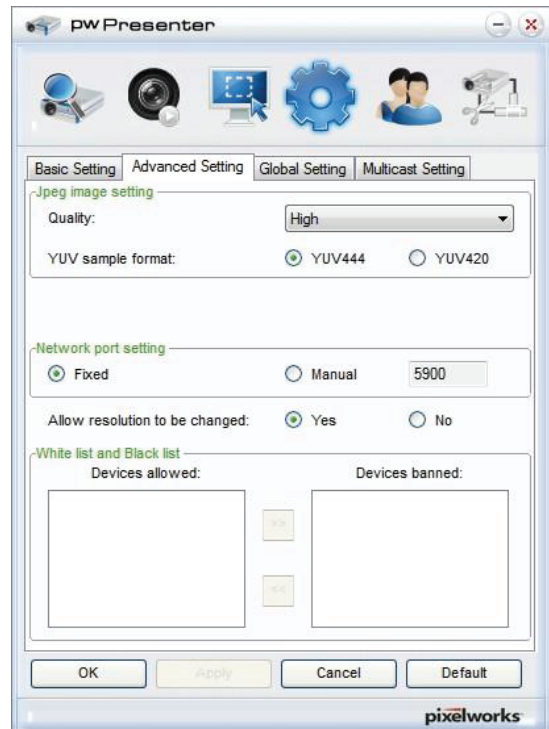 pwPresenter
Basic Setting Advanced Setting Global Setting Multicast Setting
Jpeg image setting
Quality: High
YUV sample format: YUV444 YUV420
Network port setting
Fixed Manual 5900
Allow resolution to be changed: Yes No
White list and Black list
Devices allowed: Devices banned:
>>
<<
OK Apply Cancel Default
pixelworks